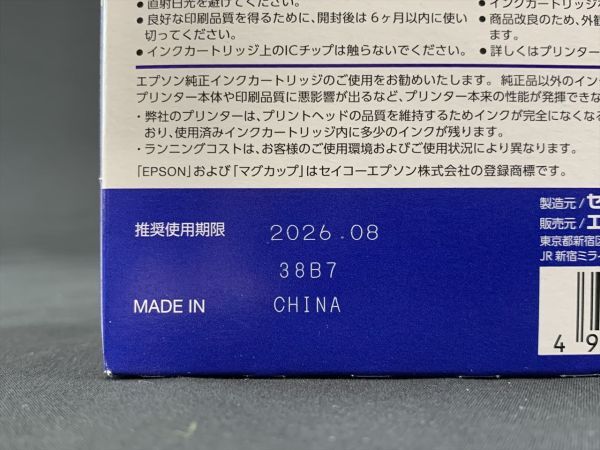 ● 直射日光を避けてください。
● 良好な印刷品質を得るために、開封後は6ヶ月以内に使い
切ってください。
● インクカートリッジ上のICチップは触らないでください。
● インクカートリッジ
● 商品改良のため、外観
● 詳しくはプリンター
エプソン純正インクカートリッジのご使用をお勧めいたします。純正品以外のイン
プリンター本体や印刷品質に悪影響が出るなど、プリンター本来の性能が発揮できな
・弊社のプリンターは、プリントヘッドの品質を維持するためインクが完全になくなる
おり、使用済みインクカートリッジ内に多少のインクが残ります。
・ランニングコストは、お客様のご使用環境およびご使用状況により異なります。
「EPSON」および「マグカップ」はセイコーエプソン株式会社の登録商標です。
推奨使用期限 2026.08
38B7
MADE IN CHINA
製造元/セ
販売元/エ
東京都新宿区
JR新宿ミライ
4 9